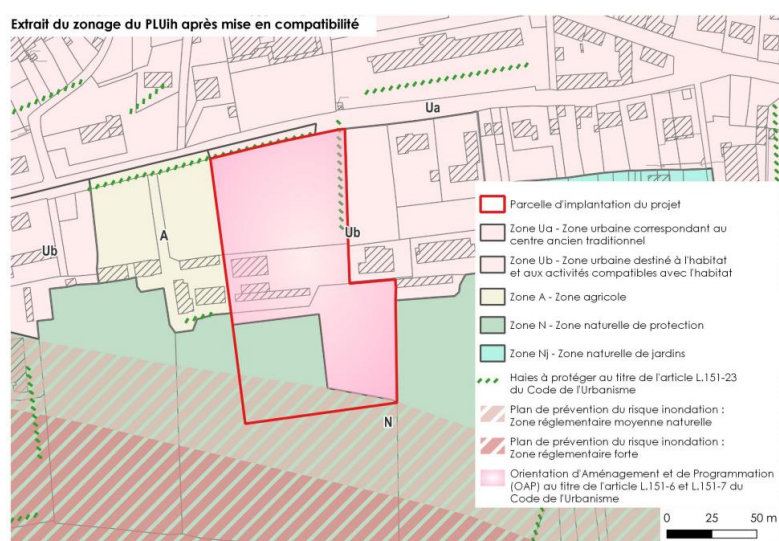 Extrait du zonage du PLUih après mise en compatibilité
Ua
Ub
A
Ub
N
Parcelle d'implantation du projet
Zone Ua - Zone urbaine correspondant au
centre ancien traditionnel
Zone Ub - Zone urbaine destiné à l'habitat
et aux activités compatibles avec l'habitat
Zone A - Zone agricole
Zone N - Zone naturelle de protection
Zone Nj - Zone naturelle de jardins
Haies à protéger au titre de l'article L.151-23
du Code de l'Urbanisme
Plan de prévention du risque inondation :
Zone réglementaire moyenne naturelle
Plan de prévention du risque inondation :
Zone réglementaire forte
Orientation d'Aménagement et de Programmation
(OAP) au titre de l'article L.151-6 et L.151-7 du
Code de l'Urbanisme
0 25 50 m